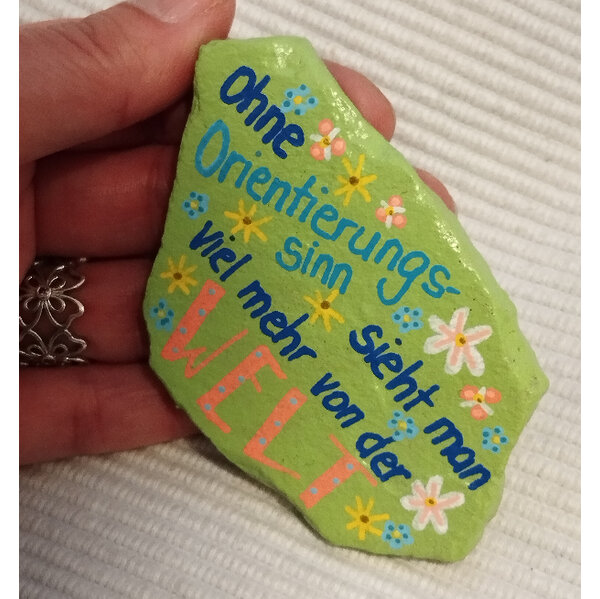 Ohne
Orientierungs-
sinn sieht man
viel mehr von der
WELT